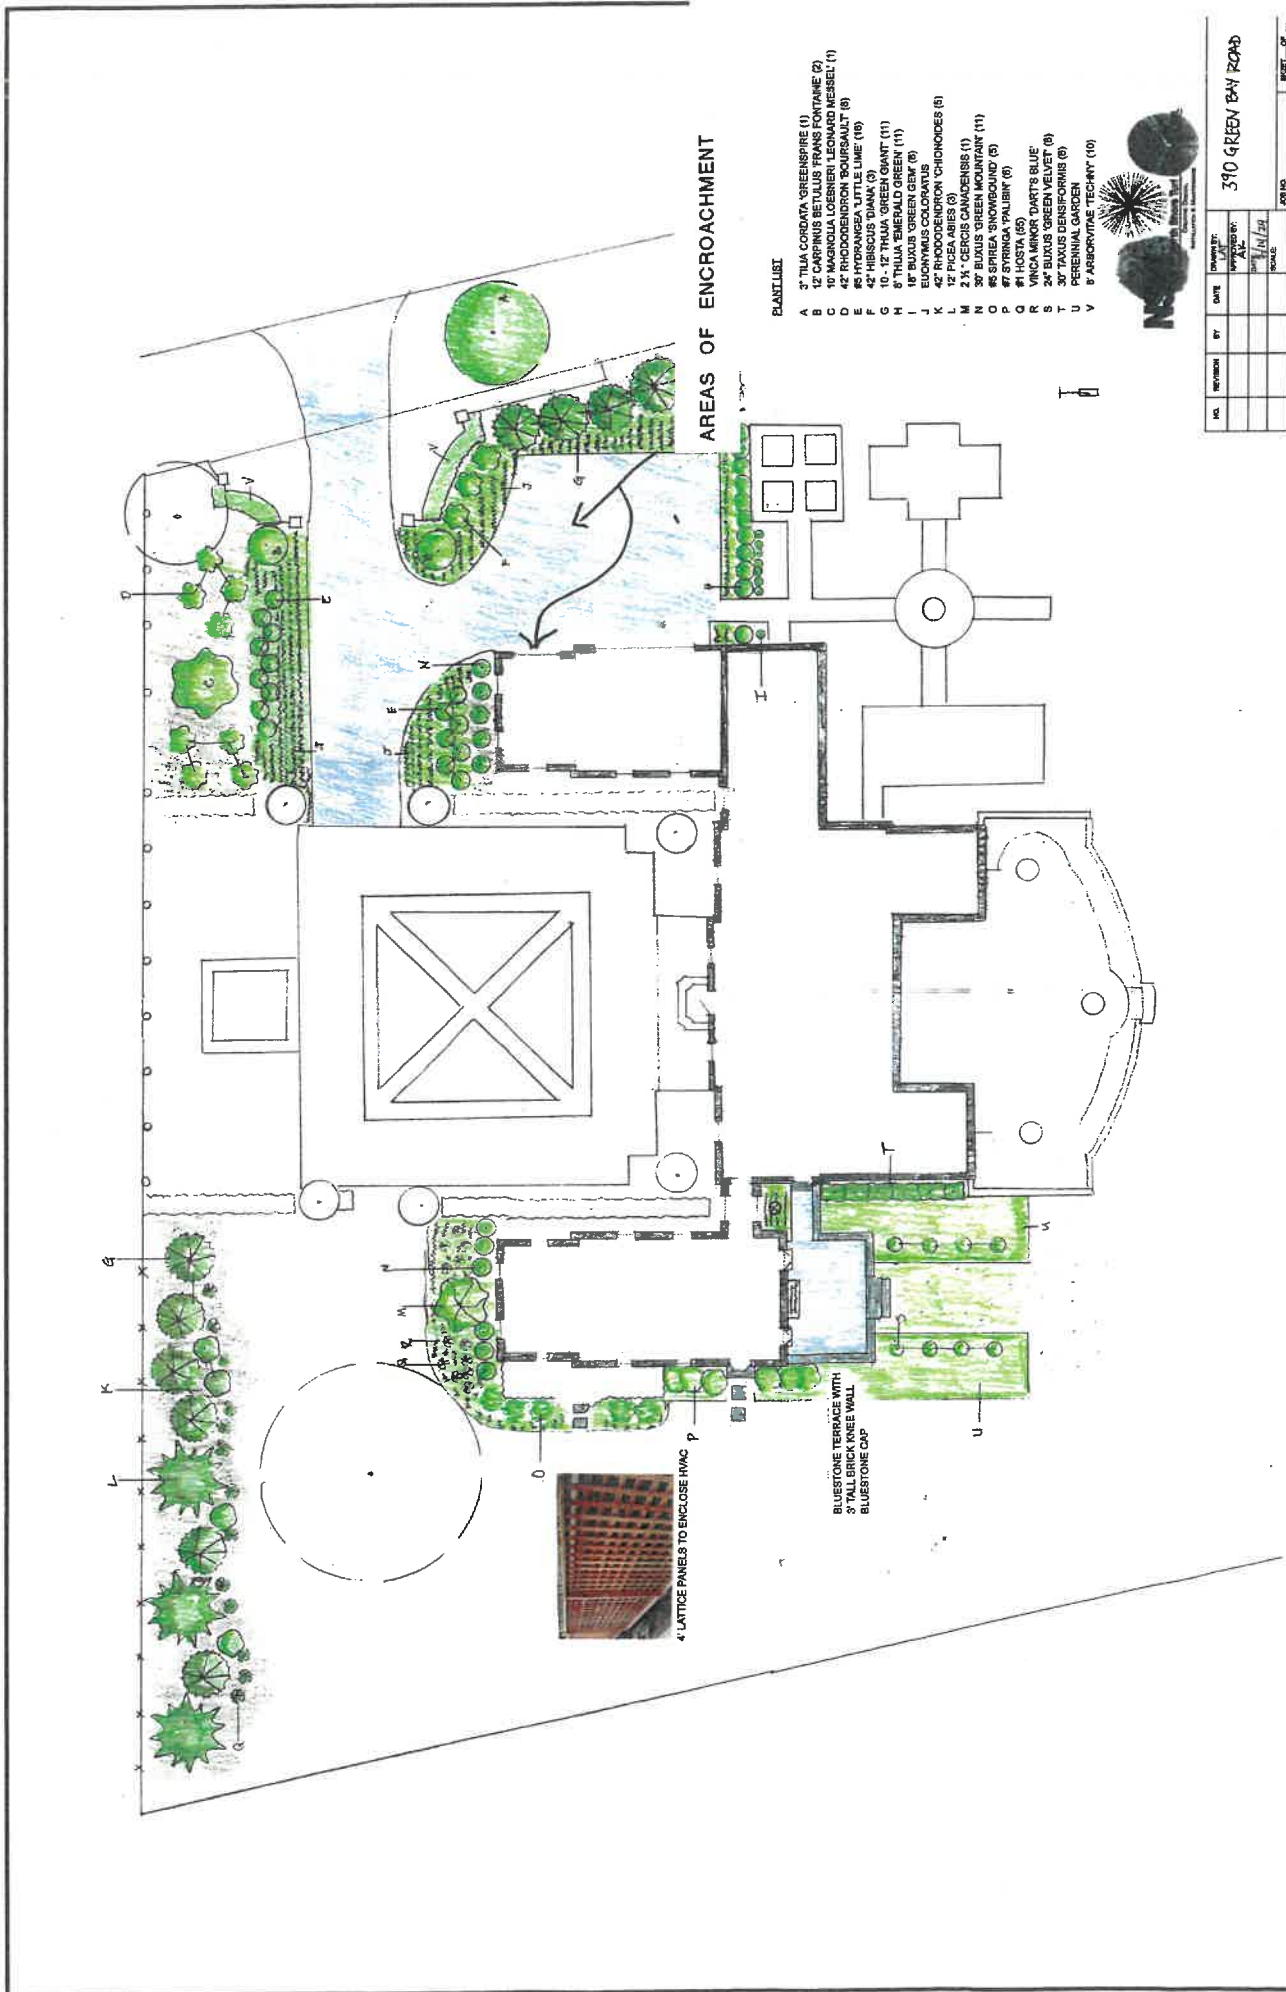 AREAS OF ENCROACHMENT
PLANT LIST
A 3" TILIA CORDATA 'GREENSPIRE' (1)
B 12' CARPINUS BETULUS 'FRANS FONTAINE' (2)
C 10' MAGNOLIA LOEBNERI 'LEONARD MESSEL' (1)
D 42" RHODODENDRON 'BOURSAULT' (8)
E #5 HYDRANGEA 'LITTLE LIME' (18)
F 42" HIBISCUS 'DIANA' (3)
G 10 - 12' THUJA 'GREEN GIANT' (11)
H 8' THUJA 'EMERALD GREEN' (11)
I 18" BUXUS 'GREEN GEM' (8)
J EUONYMUS COLORATUS
K 42" RHODODENDRON 'CHIONOIDES (5)
L 12' PICEA ABIES (3)
M 2 ½" CERCIS CANADENSIS (1)
N 30" BUXUS 'GREEN MOUNTAIN' (11)
O #5 SPIREA 'SNOWBOUND' (5)
P #7 SYRINGA 'PALIBIN' (6)
Q #1 HOSTA (55)
R VINCA MINOR 'DART'S BLUE'
S 24" BUXUS 'GREEN VELVET' (8)
T 30" TAXUS DENSIFORMIS (6)
U PERENNIAL GARDEN
V 8' ARBORVITAE 'TECHNY' (10)
4' LATTICE PANELS TO ENCLOSE HVAC
BLUESTONE TERRACE WITH
3' TALL BRICK KNEE WALL
BLUESTONE CAP
NO. REVISION BY DATE
DRAWN BY:
APPROVED BY:
AK
SCALE:
390 GREEN BAY ROAD
JOB NO.
SHEET OF
A
V
V
D
E
C
J
G
J
F
N
E
J
H
I
G
K
L
Q
N
M
R
O
P
T
U
U